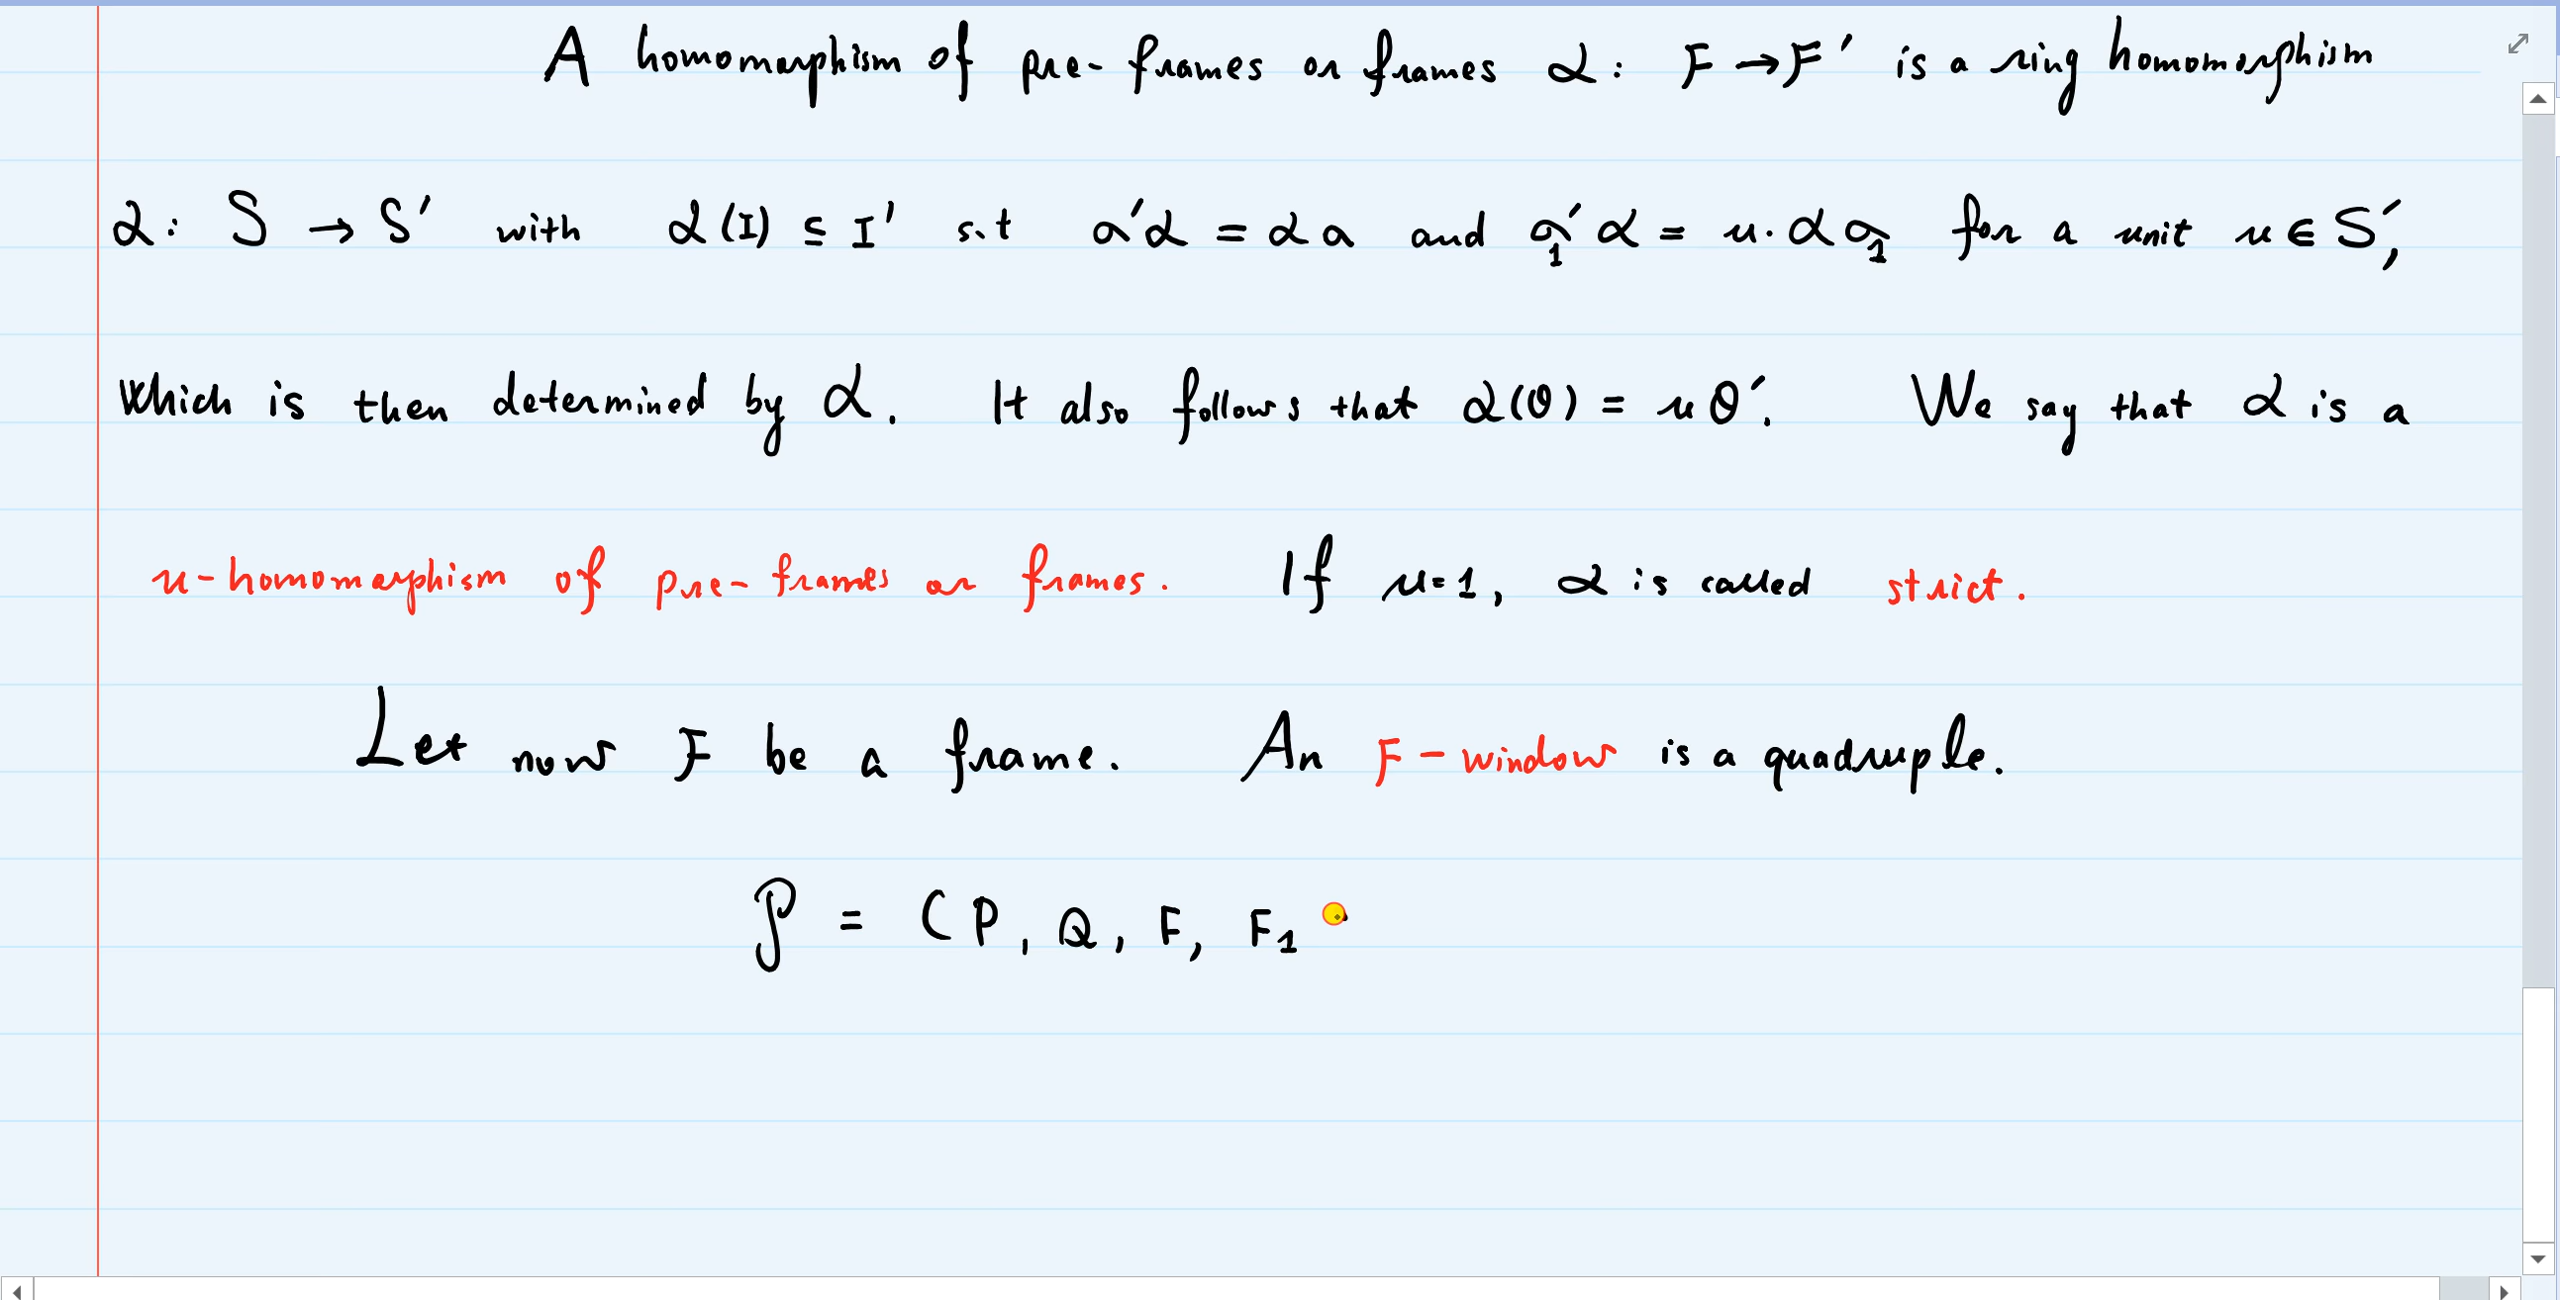 A homomorphism of pre-frames or frames α: F → F′ is a ring homomorphism
α: S → S′ with α(I) ⊆ I′ s.t σ′α = ασ and σ₁′α = u·ασ₁ for a unit u ∈ S′,
which is then determined by α. It also follows that α(θ) = uθ′. We say that α is a
u-homomorphism of pre-frames or frames. If u=1, α is called strict.
Let now F be a frame. An F-window is a quadruple.
𝒫 = (P, Q, F, F₁